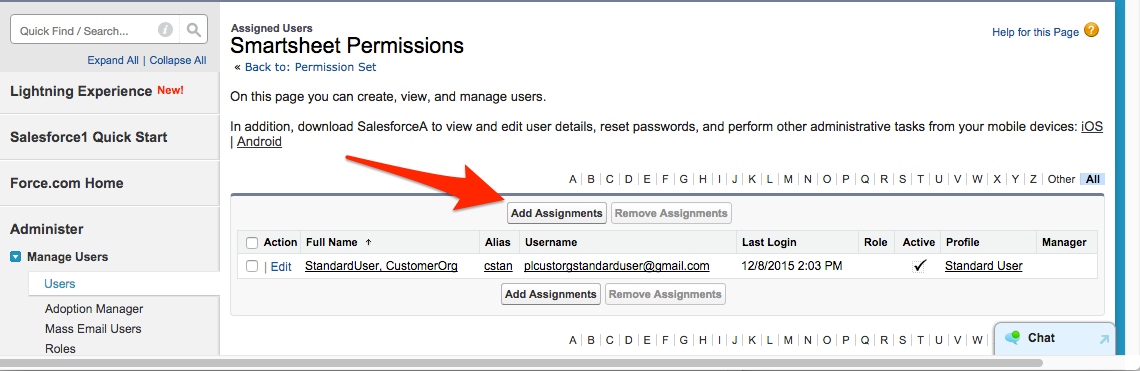 Quick Find / Search...
Expand All | Collapse All
Lightning Experience New!
Salesforce1 Quick Start
Force.com Home
Administer
Manage Users
Users
Adoption Manager
Mass Email Users
Roles
Assigned Users
Smartsheet Permissions
« Back to: Permission Set
Help for this Page ?
On this page you can create, view, and manage users.
In addition, download SalesforceA to view and edit user details, reset passwords, and perform other administrative tasks from your mobile devices: iOS
| Android
A | B | C | D | E | F | G | H | I | J | K | L | M | N | O | P | Q | R | S | T | U | V | W | X | Y | Z | Other | All
Add Assignments Remove Assignments
Action Full Name ↑ Alias Username Last Login Role Active Profile Manager
| Edit StandardUser, CustomerOrg cstan plcustorgstandarduser@gmail.com 12/8/2015 2:03 PM ✓ Standard User
Add Assignments Remove Assignments
A | B | C | D | E | F | G | H | I | J | K | L | M | N | O | P | Q | R | S | T | U | V | W |
Chat